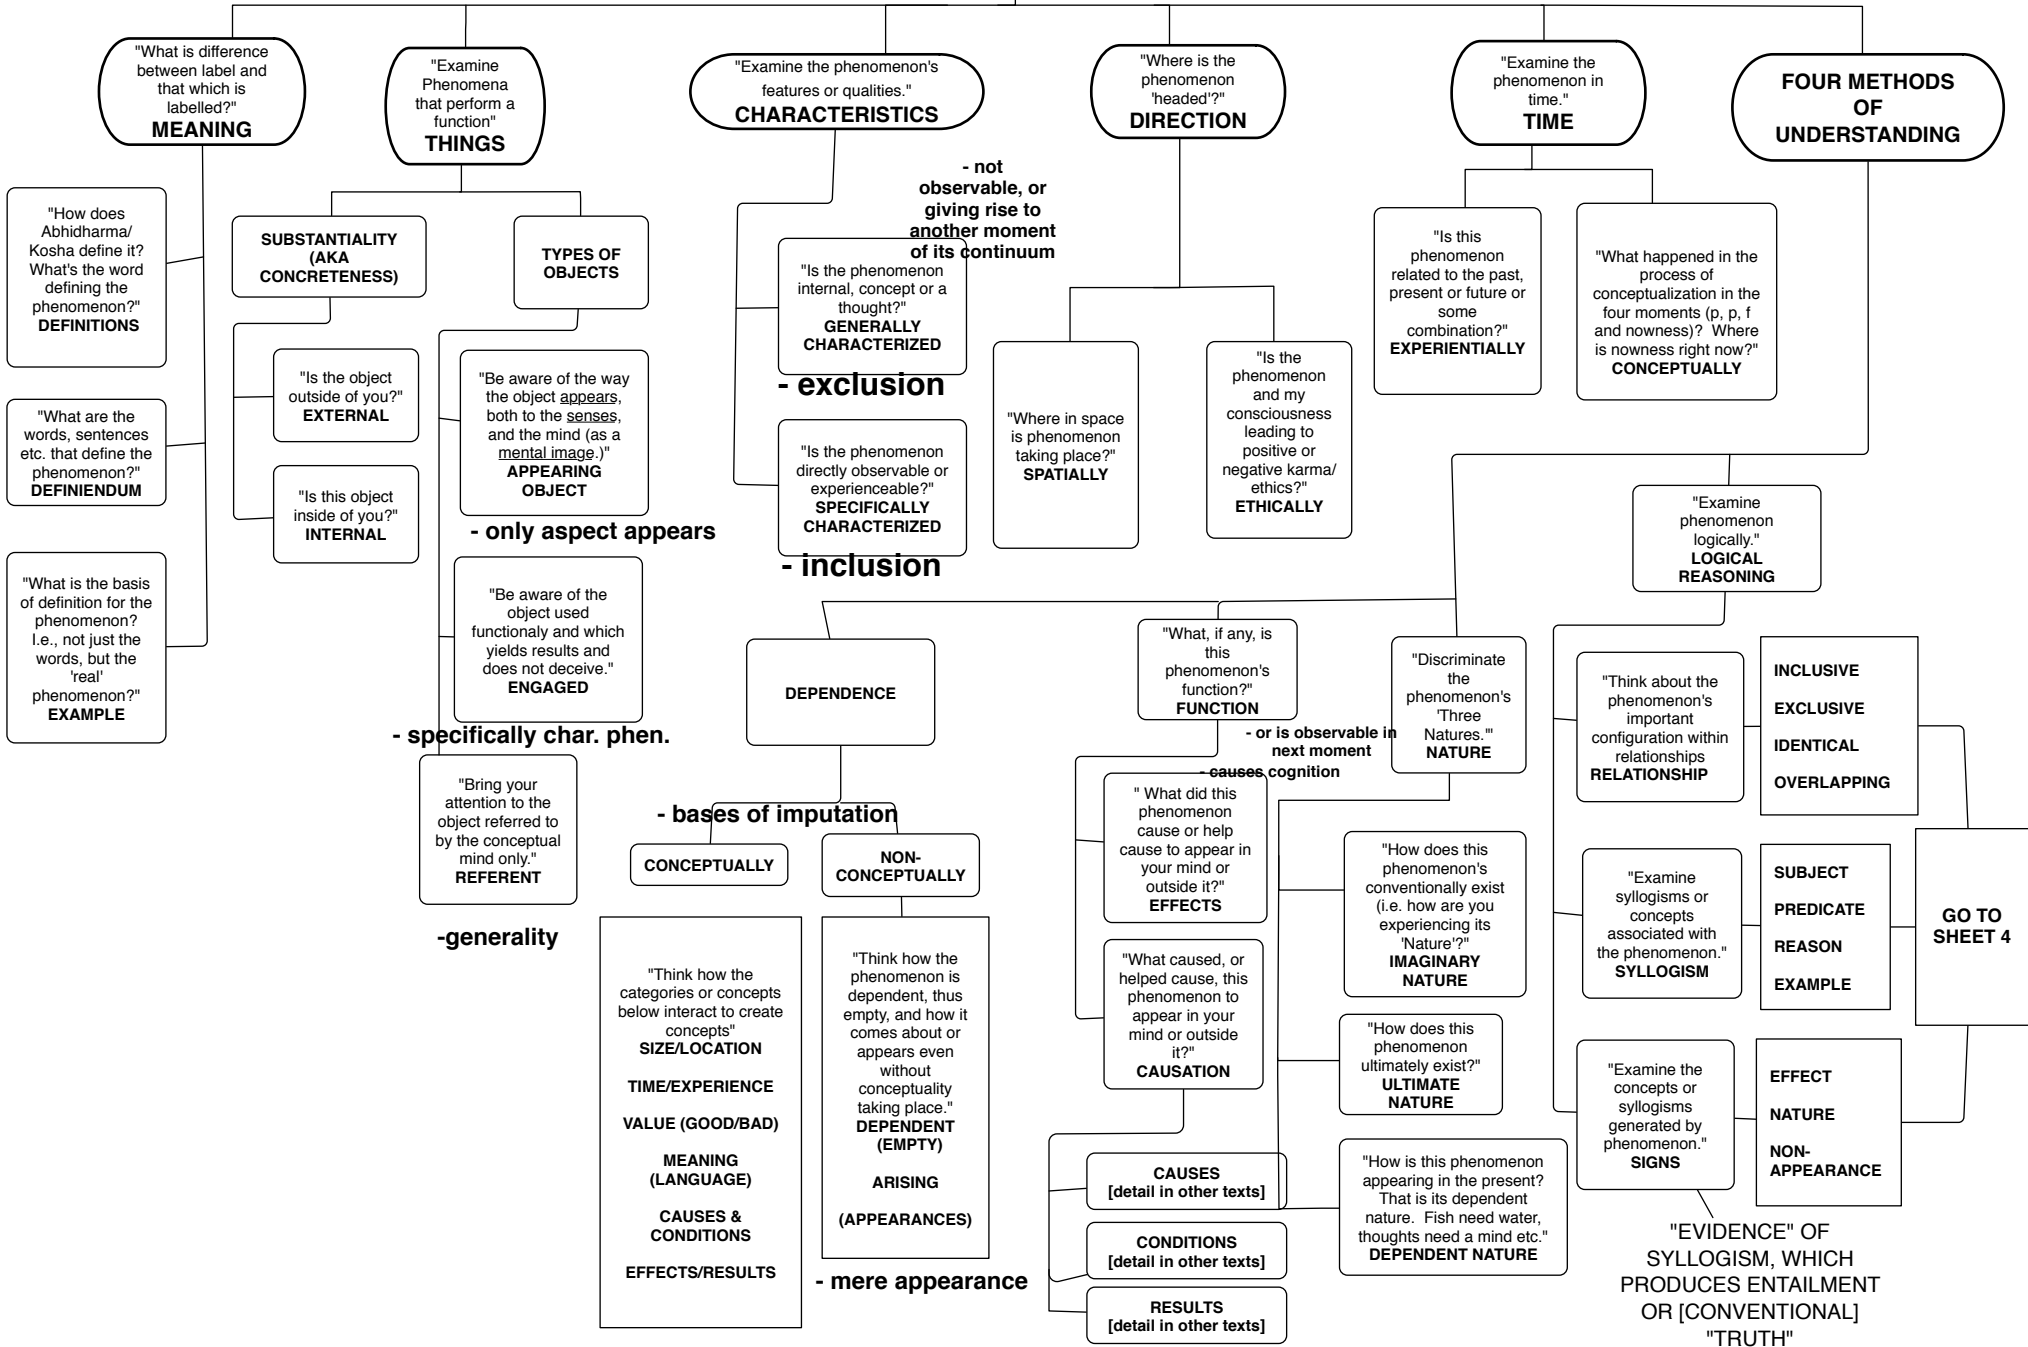 "What is difference
between label and
that which is
labelled?"
MEANING
"Examine
Phenomena
that perform a
function"
THINGS
"Examine the phenomenon's
features or qualities."
CHARACTERISTICS
"Where is the
phenomenon
'headed'?"
DIRECTION
"Examine the
phenomenon in
time."
TIME
FOUR METHODS
OF
UNDERSTANDING
"How does
Abhidharma/
Kosha define it?
What's the word
defining the
phenomenon?"
DEFINITIONS
"What are the
words, sentences
etc. that define the
phenomenon?"
DEFINIENDUM
"What is the basis
of definition for the
phenomenon?
I.e., not just the
words, but the
'real'
phenomenon?"
EXAMPLE
SUBSTANTIALITY
(AKA
CONCRETENESS)
"Is the object
outside of you?"
EXTERNAL
"Is this object
inside of you?"
INTERNAL
TYPES OF
OBJECTS
"Be aware of the way
the object appears,
both to the senses,
and the mind (as a
mental image.)"
APPEARING
OBJECT
- only aspect appears
"Be aware of the
object used
functionaly and which
yields results and
does not deceive."
ENGAGED
- specifically char. phen.
"Bring your
attention to the
object referred to
by the conceptual
mind only."
REFERENT
-generality
- not
observable, or
giving rise to
another moment
of its continuum
"Is the phenomenon
internal, concept or a
thought?"
GENERALLY
CHARACTERIZED
- exclusion
"Is the phenomenon
directly observable or
experienceable?"
SPECIFICALLY
CHARACTERIZED
- inclusion
"Where in space
is phenomenon
taking place?"
SPATIALLY
"Is the
phenomenon
and my
consciousness
leading to
positive or
negative karma/
ethics?"
ETHICALLY
"Is this
phenomenon
related to the past,
present or future or
some
combination?"
EXPERIENTIALLY
"What happened in the
process of
conceptualization in the
four moments (p, p, f
and nowness)?  Where
is nowness right now?"
CONCEPTUALLY
DEPENDENCE
- bases of imputation
CONCEPTUALLY
"Think how the
categories or concepts
below interact to create
concepts"
SIZE/LOCATION
TIME/EXPERIENCE
VALUE (GOOD/BAD)
MEANING
(LANGUAGE)
CAUSES &
CONDITIONS
EFFECTS/RESULTS
NON-
CONCEPTUALLY
"Think how the
phenomenon is
dependent, thus
empty, and how it
comes about or
appears even
without
conceptuality
taking place."
DEPENDENT
(EMPTY)
ARISING
(APPEARANCES)
- mere appearance
"What, if any, is
this
phenomenon's
function?"
FUNCTION
- or is observable in
next moment
- causes cognition
" What did this
phenomenon
cause or help
cause to appear in
your mind or
outside it?"
EFFECTS
"What caused, or
helped cause, this
phenomenon to
appear in your
mind or outside
it?"
CAUSATION
CAUSES
[detail in other texts]
CONDITIONS
[detail in other texts]
RESULTS
[detail in other texts]
"Discriminate
the
phenomenon's
'Three
Natures.'"
NATURE
"How does this
phenomenon's
conventionally exist
(i.e. how are you
experiencing its
'Nature'?"
IMAGINARY
NATURE
"How does this
phenomenon
ultimately exist?"
ULTIMATE
NATURE
"How is this phenomenon
appearing in the present?
That is its dependent
nature.  Fish need water,
thoughts need a mind etc."
DEPENDENT NATURE
"Examine
phenomenon
logically."
LOGICAL
REASONING
"Think about the
phenomenon's
important
configuration within
relationships
RELATIONSHIP
INCLUSIVE
EXCLUSIVE
IDENTICAL
OVERLAPPING
"Examine
syllogisms or
concepts
associated with
the phenomenon."
SYLLOGISM
SUBJECT
PREDICATE
REASON
EXAMPLE
"Examine the
concepts or
syllogisms
generated by
phenomenon."
SIGNS
EFFECT
NATURE
NON-
APPEARANCE
GO TO
SHEET 4
"EVIDENCE" OF
SYLLOGISM, WHICH
PRODUCES ENTAILMENT
OR [CONVENTIONAL]
"TRUTH"